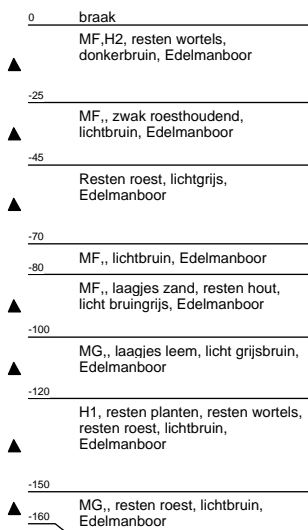 0 braak
MF,H2, resten wortels,
donkerbruin, Edelmanboor
-25
MF,, zwak roesthoudend,
lichtbruin, Edelmanboor
-45
Resten roest, lichtgrijs,
Edelmanboor
-70
MF,, lichtbruin, Edelmanboor
-80
MF,, laagjes zand, resten hout,
licht bruingrijs, Edelmanboor
-100
MG,, laagjes leem, licht grijsbruin,
Edelmanboor
-120
H1, resten planten, resten wortels,
resten roest, lichtbruin,
Edelmanboor
-150
MG,, resten roest, lichtbruin,
-160 Edelmanboor